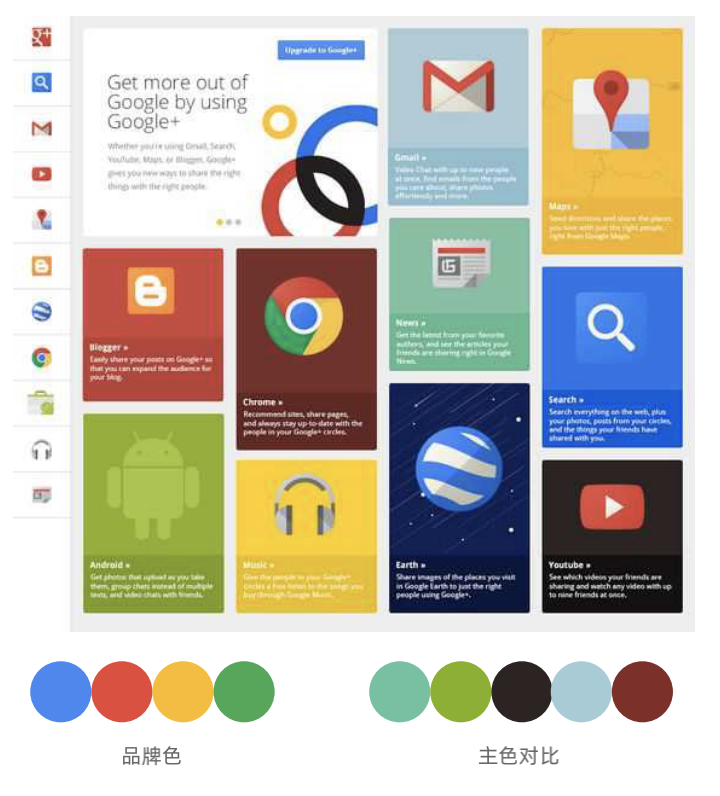 g+
Upgrade to Google+
Get more out of
Google by using
Google+
Whether you're using Gmail, Search,
YouTube, Maps, or Blogger, Google+
gives you new ways to share the right
things with the right people.
Gmail »
Video Chat with up to nine people
at once, find emails from the people
you care about, share photos
effortlessly and more.
Maps »
Send directions and share the places
you love with just the right people,
right from Google Maps.
Blogger »
Easily share your posts on Google+ so
that you can expand the audience for
your blog.
Chrome »
Recommend sites, share pages,
and always stay up-to-date with the
people in your Google+ circles.
News »
Get the latest from your favorite
authors, and see the articles your
friends are sharing right in Google
News.
Search »
Search everything on the web, plus
your photos, posts from your circles,
and the things your friends have
shared with you.
Android »
Get photos that upload as you take
them, group chats instead of multiple
texts, and video chats with friends.
Music »
Give the people in your Google+
circles a free listen to the songs you
buy through Google Music.
Earth »
Share images of the places you visit
in Google Earth to just the right
people using Google+.
Youtube »
See which videos your friends are
sharing and watch any video with up
to nine friends at once.
品牌色
主色对比